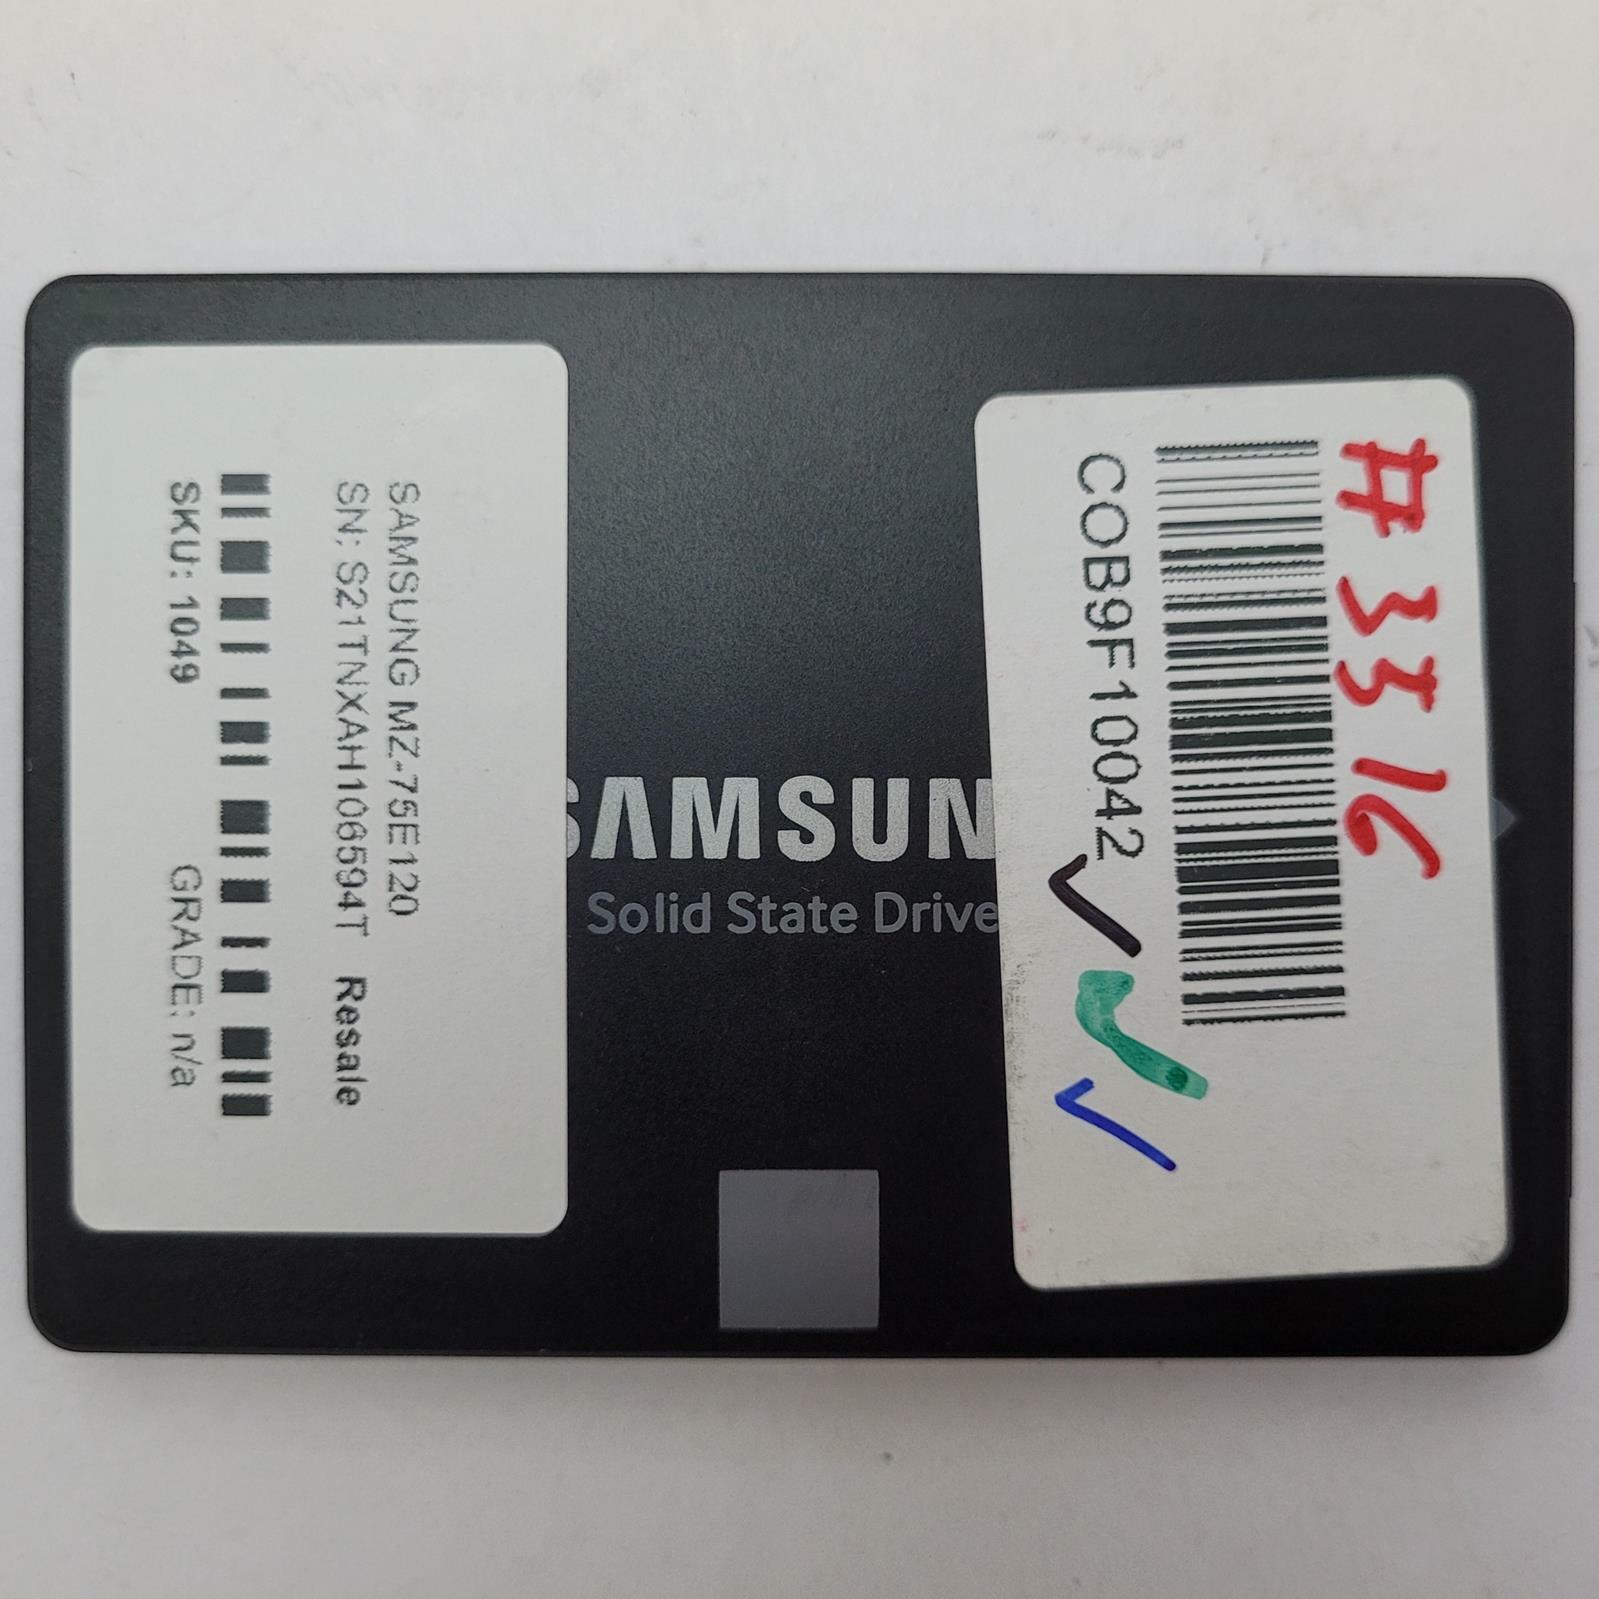 SAMSUNG MZ-75E120
SN: S21TNXAH106594T Resale
SKU: 1049 GRADE: n/a
SAMSUN
Solid State Drive
#3316
COB9F10042